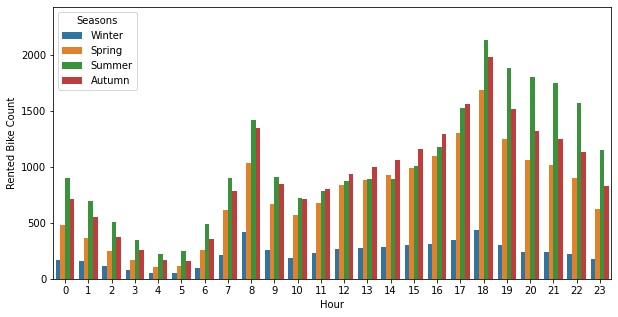 Seasons
Winter
Spring
Summer
Autumn
Rented Bike Count
2000
1500
1000
500
0
0 1 2 3 4 5 6 7 8 9 10 11 12 13 14 15 16 17 18 19 20 21 22 23
Hour